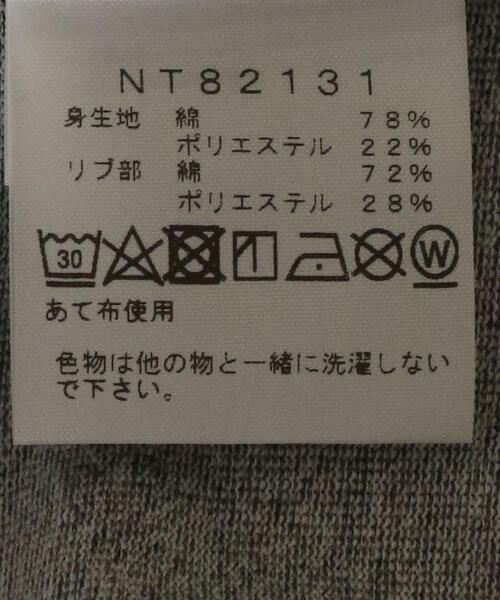 NT82131
身生地 綿 78%
ポリエステル 22%
リブ部 綿 72%
ポリエステル 28%
30 W
あて布使用
色物は他の物と一緒に洗濯しない
で下さい。